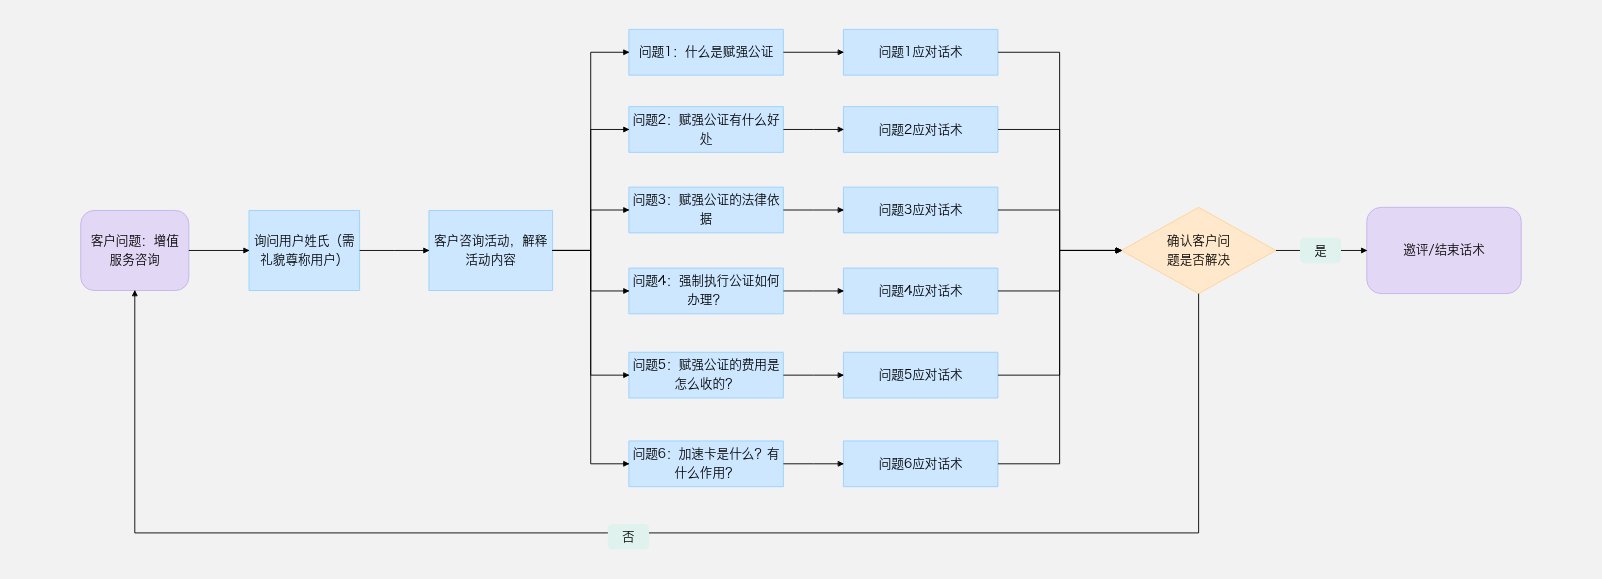 客户问题：增值
服务咨询
询问用户姓氏（需
礼貌尊称用户）
客户咨询活动，解释
活动内容
问题1：什么是赋强公证
问题1应对话术
问题2：赋强公证有什么好
处
问题2应对话术
问题3：赋强公证的法律依
据
问题3应对话术
问题4：强制执行公证如何
办理？
问题4应对话术
问题5：赋强公证的费用是
怎么收的？
问题5应对话术
问题6：加速卡是什么？有
什么作用？
问题6应对话术
确认客户问
题是否解决
是
邀评/结束话术
否